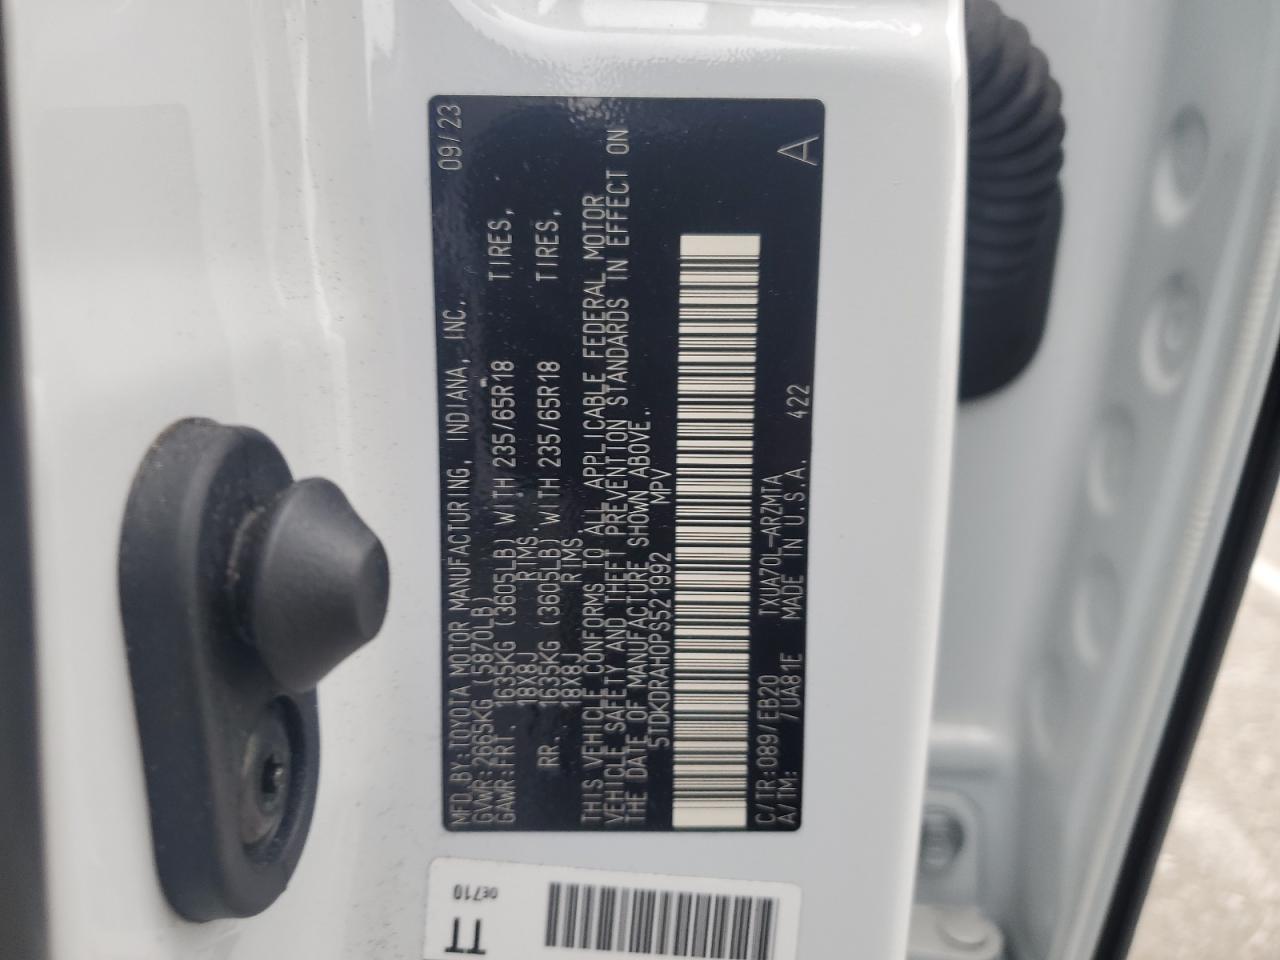 MFD.BY:TOYOTA MOTOR MANUFACTURING, INDIANA, INC. 09/23
GVWR:2665KG (5870LB)
GAWR:FRT. 1635KG (3605LB) WITH 235/65R18 TIRES,
18X8J RIMS.
RR. 1635KG (3605LB) WITH 235/65R18 TIRES,
18X8J RIMS
THIS VEHICLE CONFORMS TO ALL APPLICABLE FEDERAL MOTOR
VEHICLE SAFETY AND THEFT PREVENTION STANDARDS IN EFFECT ON
THE DATE OF MANUFACTURE SHOWN ABOVE.
5TDKDRAH0PS521992 MPV
C/TR:089/EB20 TXUA70L-ARZMTA
A/TM: /UA81E MADE IN U.S.A. 422 A
0E710
TT